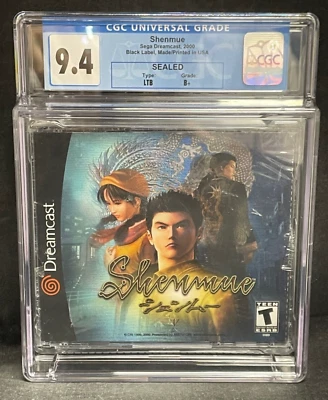 CGC UNIVERSAL GRADE
9.4
Shenmue
Sega Dreamcast, 2000
Black Label, Made/Printed in USA
SEALED
Type: Grade:
LTB B+
CGC
Dreamcast
Shenmue
シェンムー
TEEN
T
ESRB